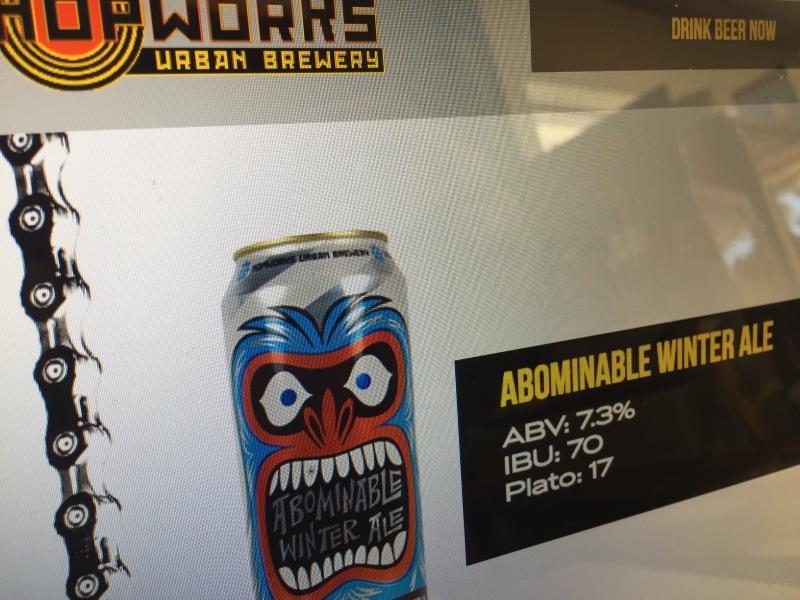 HOPWORKS
URBAN BREWERY
DRINK BEER NOW
HOPWORKS URBAN BREWERY
ABOMINABLE
WINTER ALE
ABOMINABLE WINTER ALE
ABV: 7.3%
IBU: 70
Plato: 17